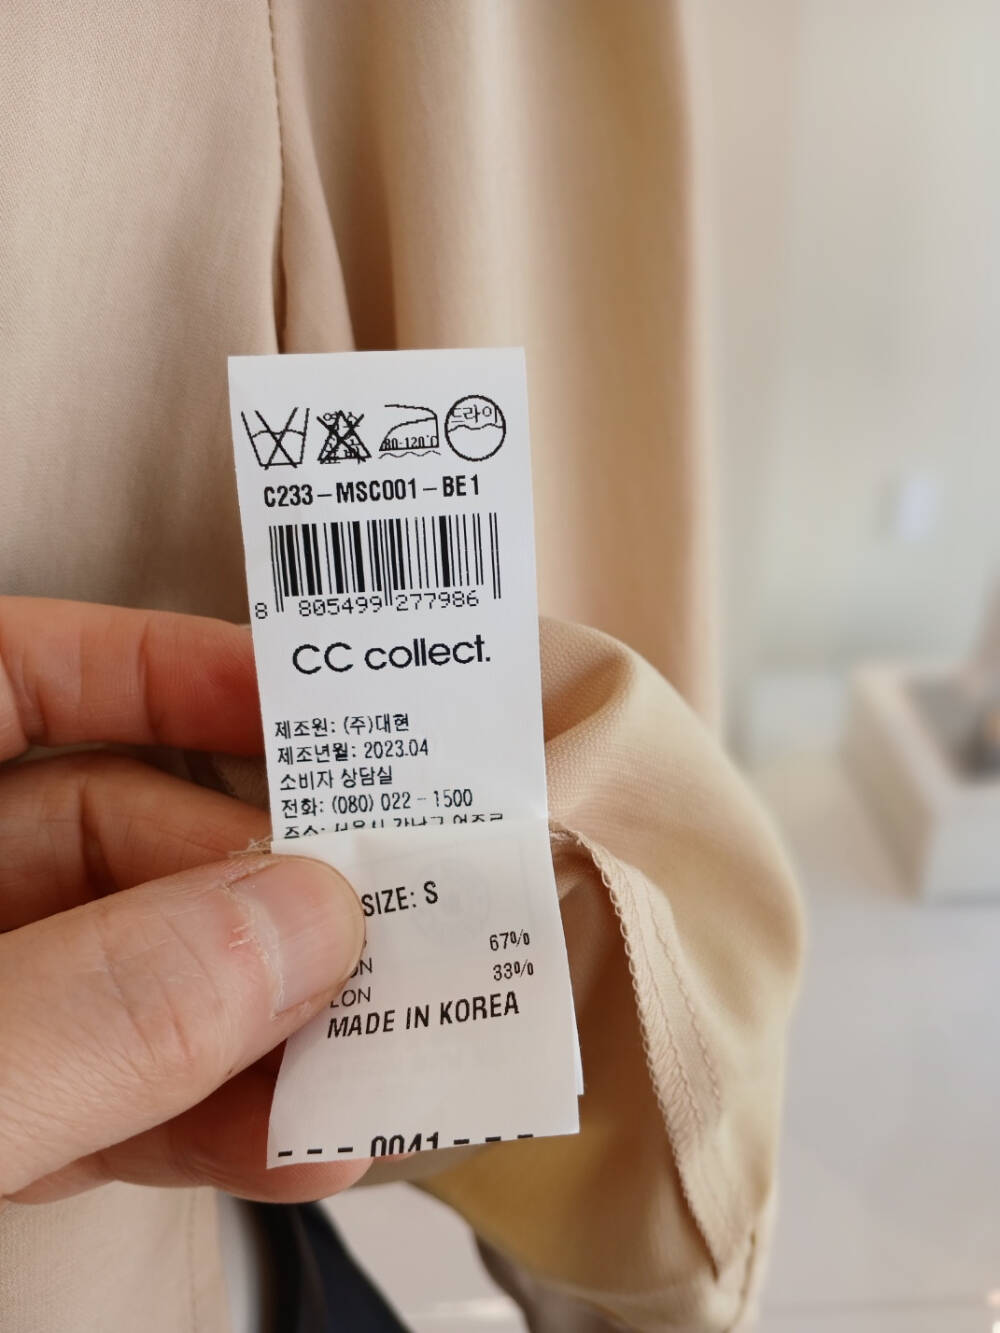 드라이
80-120℃
C233-MSC001-BE1
8 805499 277986
CC collect.
제조원: (주)대현
제조년월: 2023.04
소비자 상담실
전화: (080) 022-1500
SIZE: S
67%
33%
MADE IN KOREA
--- 0041 ---